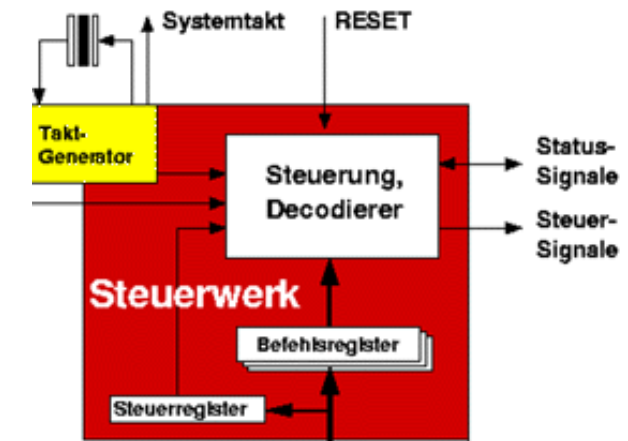 Systemtakt
RESET
Takt-
Generator
Steuerung,
Decodierer
Status-
Signale
Steuer-
Signale
Steuerwerk
Befehlsregister
Steuerregister